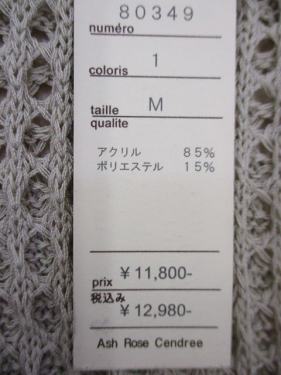 80349
numéro
1
coloris
M
taille
qualite
アクリル 85%
ポリエステル 15%
prix ¥11,800-
税込み ¥12,980-
Ash Rose Cendree